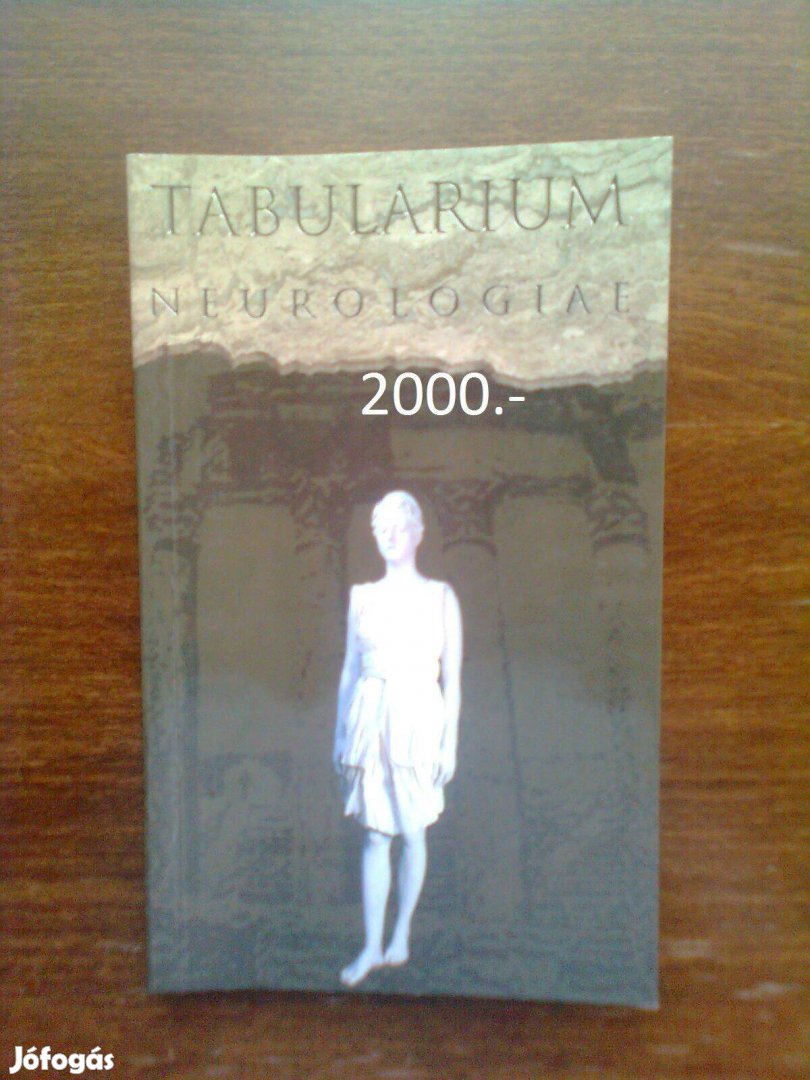 TABULARIUM
NEUROLOGIAE
2000.-
Jófogás